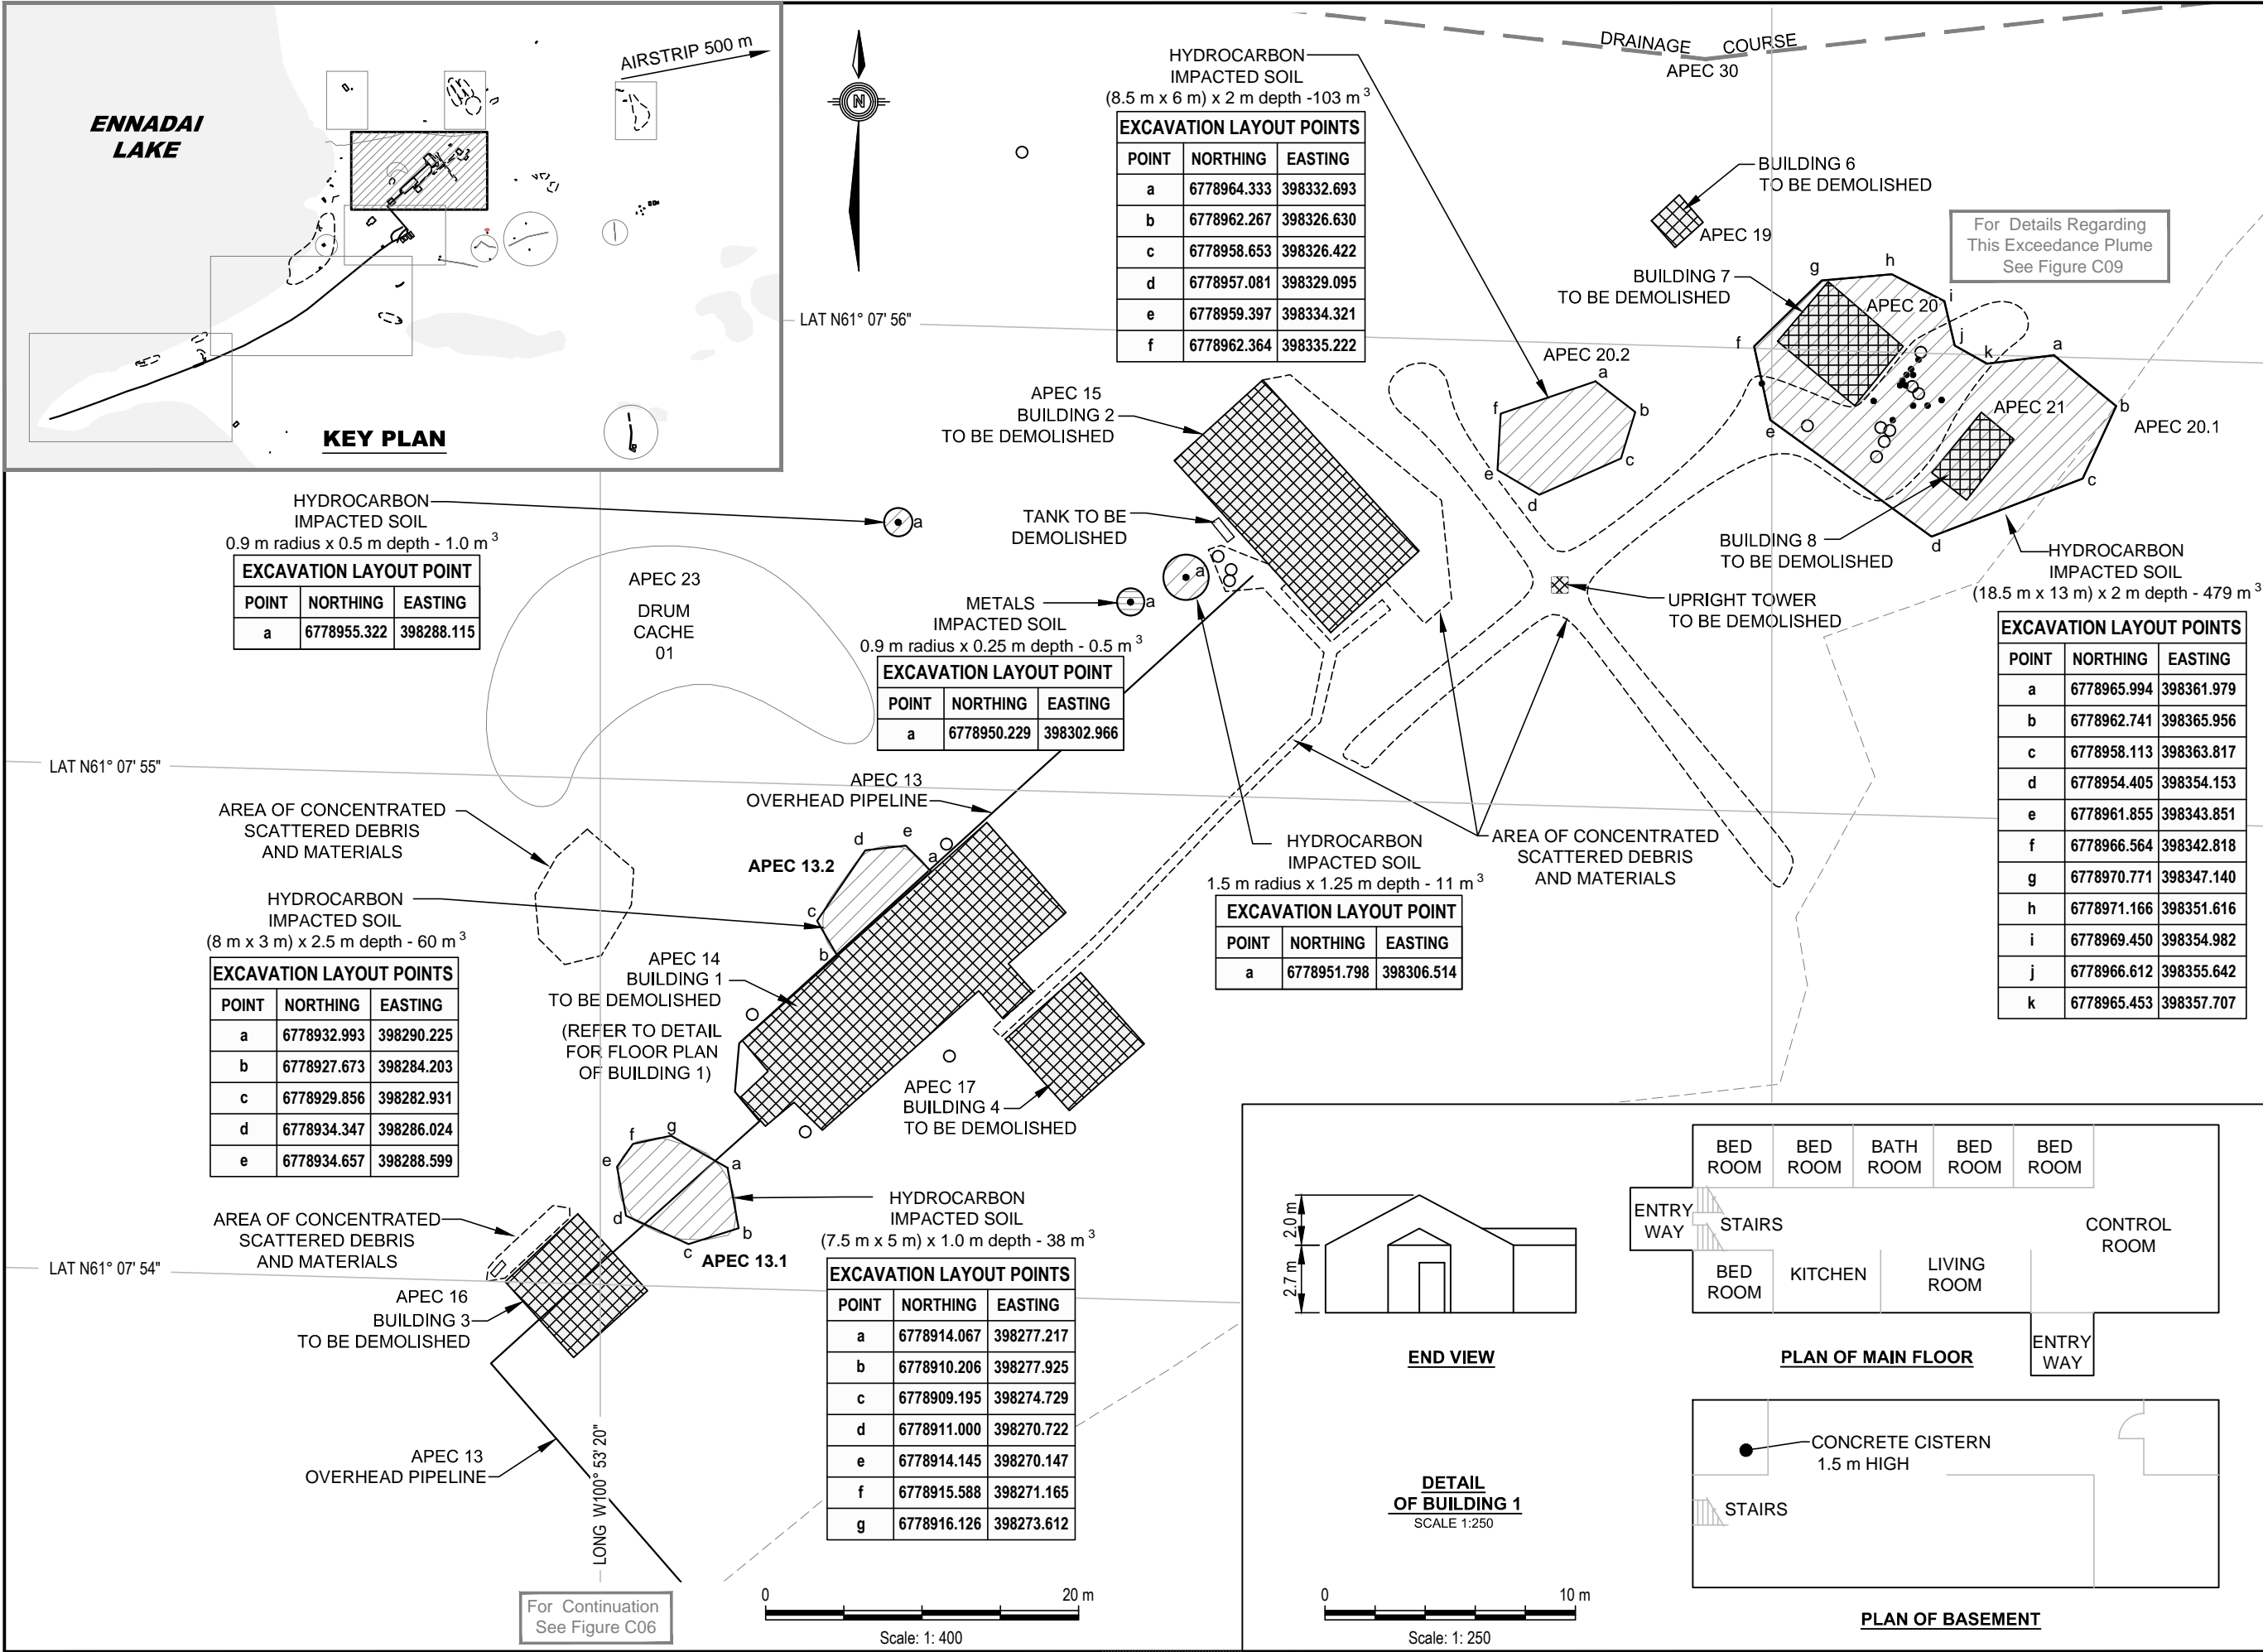 ENNADAI
LAKE
AIRSTRIP 500 m
KEY PLAN
N
DRAINAGE COURSE
APEC 30
HYDROCARBON
IMPACTED SOIL
(8.5 m x 6 m) x 2 m depth -103 m³
EXCAVATION LAYOUT POINTS
POINT NORTHING EASTING
a 6778964.333 398332.693
b 6778962.267 398326.630
c 6778958.653 398326.422
d 6778957.081 398329.095
e 6778959.397 398334.321
f 6778962.364 398335.222
BUILDING 6
TO BE DEMOLISHED
APEC 19
For Details Regarding
This Exceedance Plume
See Figure C09
BUILDING 7
TO BE DEMOLISHED
g
h
i
APEC 20
f
j
k
a
APEC 21
b
APEC 20.1
e
c
d
LAT N61° 07' 56"
APEC 20.2
a
f
b
c
e
d
APEC 15
BUILDING 2
TO BE DEMOLISHED
TANK TO BE
DEMOLISHED
BUILDING 8
TO BE DEMOLISHED
HYDROCARBON
IMPACTED SOIL
(18.5 m x 13 m) x 2 m depth - 479 m³
EXCAVATION LAYOUT POINTS
POINT NORTHING EASTING
a 6778965.994 398361.979
b 6778962.741 398365.956
c 6778958.113 398363.817
d 6778954.405 398354.153
e 6778961.855 398343.851
f 6778966.564 398342.818
g 6778970.771 398347.140
h 6778971.166 398351.616
i 6778969.450 398354.982
j 6778966.612 398355.642
k 6778965.453 398357.707
UPRIGHT TOWER
TO BE DEMOLISHED
HYDROCARBON
IMPACTED SOIL
0.9 m radius x 0.5 m depth - 1.0 m³
a
EXCAVATION LAYOUT POINT
POINT NORTHING EASTING
a 6778955.322 398288.115
APEC 23
DRUM
CACHE
01
METALS
IMPACTED SOIL
0.9 m radius x 0.25 m depth - 0.5 m³
a
a
EXCAVATION LAYOUT POINT
POINT NORTHING EASTING
a 6778950.229 398302.966
LAT N61° 07' 55"
APEC 13
OVERHEAD PIPELINE
AREA OF CONCENTRATED
SCATTERED DEBRIS
AND MATERIALS
APEC 13.2
d
e
a
c
b
HYDROCARBON
IMPACTED SOIL
1.5 m radius x 1.25 m depth - 11 m³
EXCAVATION LAYOUT POINT
POINT NORTHING EASTING
a 6778951.798 398306.514
AREA OF CONCENTRATED
SCATTERED DEBRIS
AND MATERIALS
HYDROCARBON
IMPACTED SOIL
(8 m x 3 m) x 2.5 m depth - 60 m³
EXCAVATION LAYOUT POINTS
POINT NORTHING EASTING
a 6778932.993 398290.225
b 6778927.673 398284.203
c 6778929.856 398282.931
d 6778934.347 398286.024
e 6778934.657 398288.599
APEC 14
BUILDING 1
TO BE DEMOLISHED
(REFER TO DETAIL
FOR FLOOR PLAN
OF BUILDING 1)
APEC 17
BUILDING 4
TO BE DEMOLISHED
f
g
e
a
d
b
c
APEC 13.1
HYDROCARBON
IMPACTED SOIL
(7.5 m x 5 m) x 1.0 m depth - 38 m³
EXCAVATION LAYOUT POINTS
POINT NORTHING EASTING
a 6778914.067 398277.217
b 6778910.206 398277.925
c 6778909.195 398274.729
d 6778911.000 398270.722
e 6778914.145 398270.147
f 6778915.588 398271.165
g 6778916.126 398273.612
AREA OF CONCENTRATED
SCATTERED DEBRIS
AND MATERIALS
LAT N61° 07' 54"
APEC 16
BUILDING 3
TO BE DEMOLISHED
APEC 13
OVERHEAD PIPELINE
LONG W100° 53' 20"
For Continuation
See Figure C06
0 20 m
Scale: 1: 400
2.0 m
2.7 m
END VIEW
DETAIL
OF BUILDING 1
SCALE 1:250
0 10 m
Scale: 1: 250
BED
ROOM
BED
ROOM
BATH
ROOM
BED
ROOM
BED
ROOM
ENTRY
WAY
STAIRS
CONTROL
ROOM
BED
ROOM
KITCHEN
LIVING
ROOM
ENTRY
WAY
PLAN OF MAIN FLOOR
CONCRETE CISTERN
1.5 m HIGH
STAIRS
PLAN OF BASEMENT